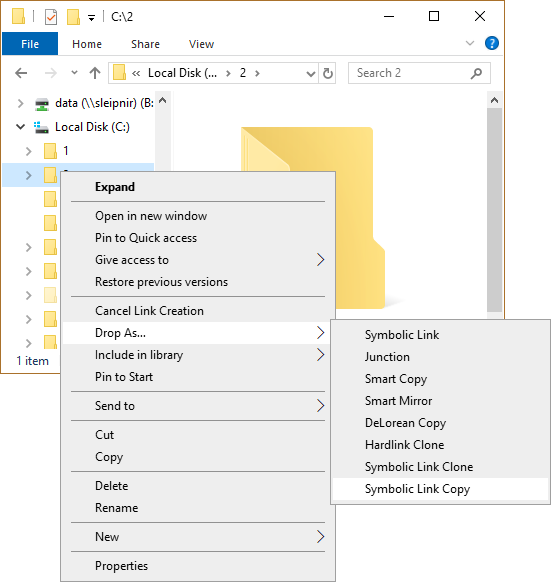 C:\2
File
Home
Share
View
Local Disk (...
2
Search 2
data (\\sleipnir) (B:
Local Disk (C:)
1
1 item
Expand
Open in new window
Pin to Quick access
Give access to
Restore previous versions
Cancel Link Creation
Drop As...
Include in library
Pin to Start
Send to
Cut
Copy
Delete
Rename
New
Properties
Symbolic Link
Junction
Smart Copy
Smart Mirror
DeLorean Copy
Hardlink Clone
Symbolic Link Clone
Symbolic Link Copy